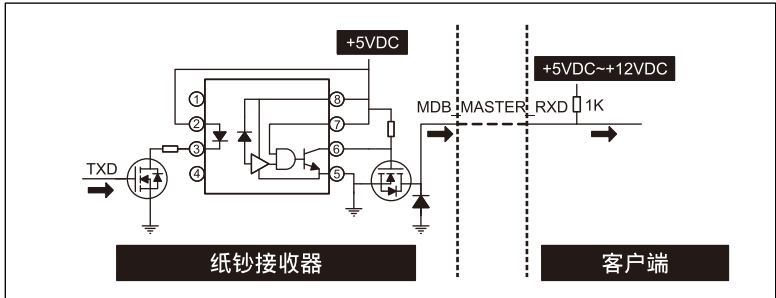 +5VDC
+5VDC~+12VDC
① ⑧
MDB MASTER RXD 1K
② ⑦
③ ⑥
TXD
④ ⑤
纸钞接收器 客户端